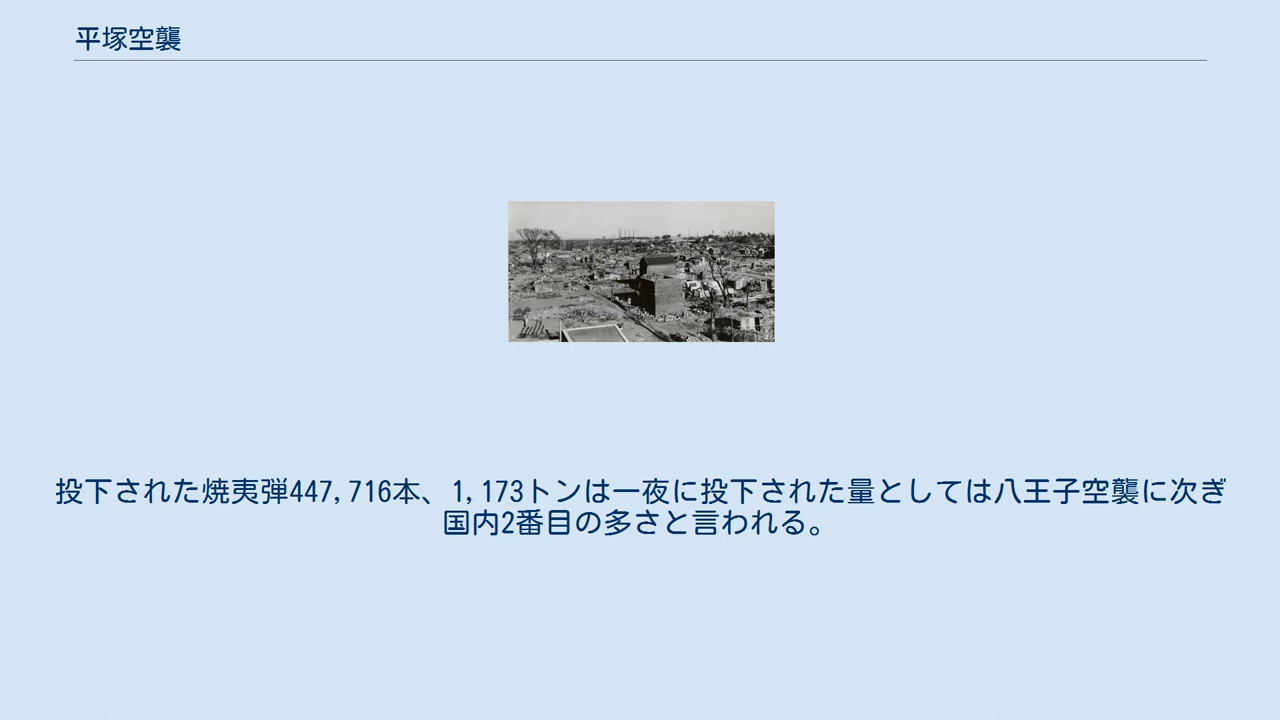 平塚空襲
投下された焼夷弾447,716本、1,173トンは一夜に投下された量としては八王子空襲に次ぎ
国内2番目の多さと言われる。